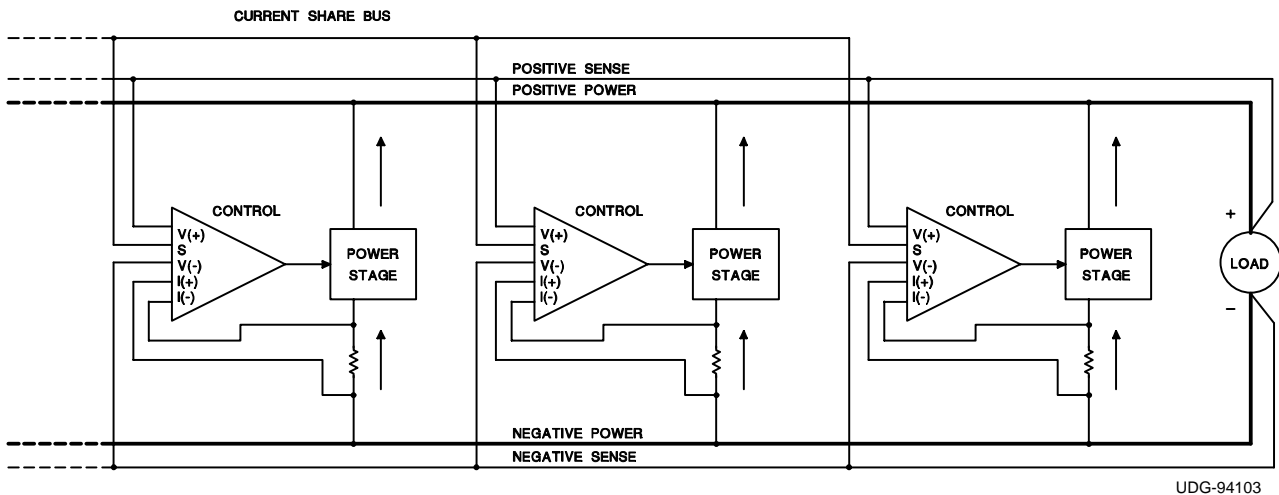 CURRENT SHARE BUS
POSITIVE SENSE
POSITIVE POWER
CONTROL
V(+)
S
V(-)
I(+)
I(-)
POWER
STAGE
CONTROL
V(+)
S
V(-)
I(+)
I(-)
POWER
STAGE
CONTROL
V(+)
S
V(-)
I(+)
I(-)
POWER
STAGE
+
LOAD
−
NEGATIVE POWER
NEGATIVE SENSE
UDG-94103